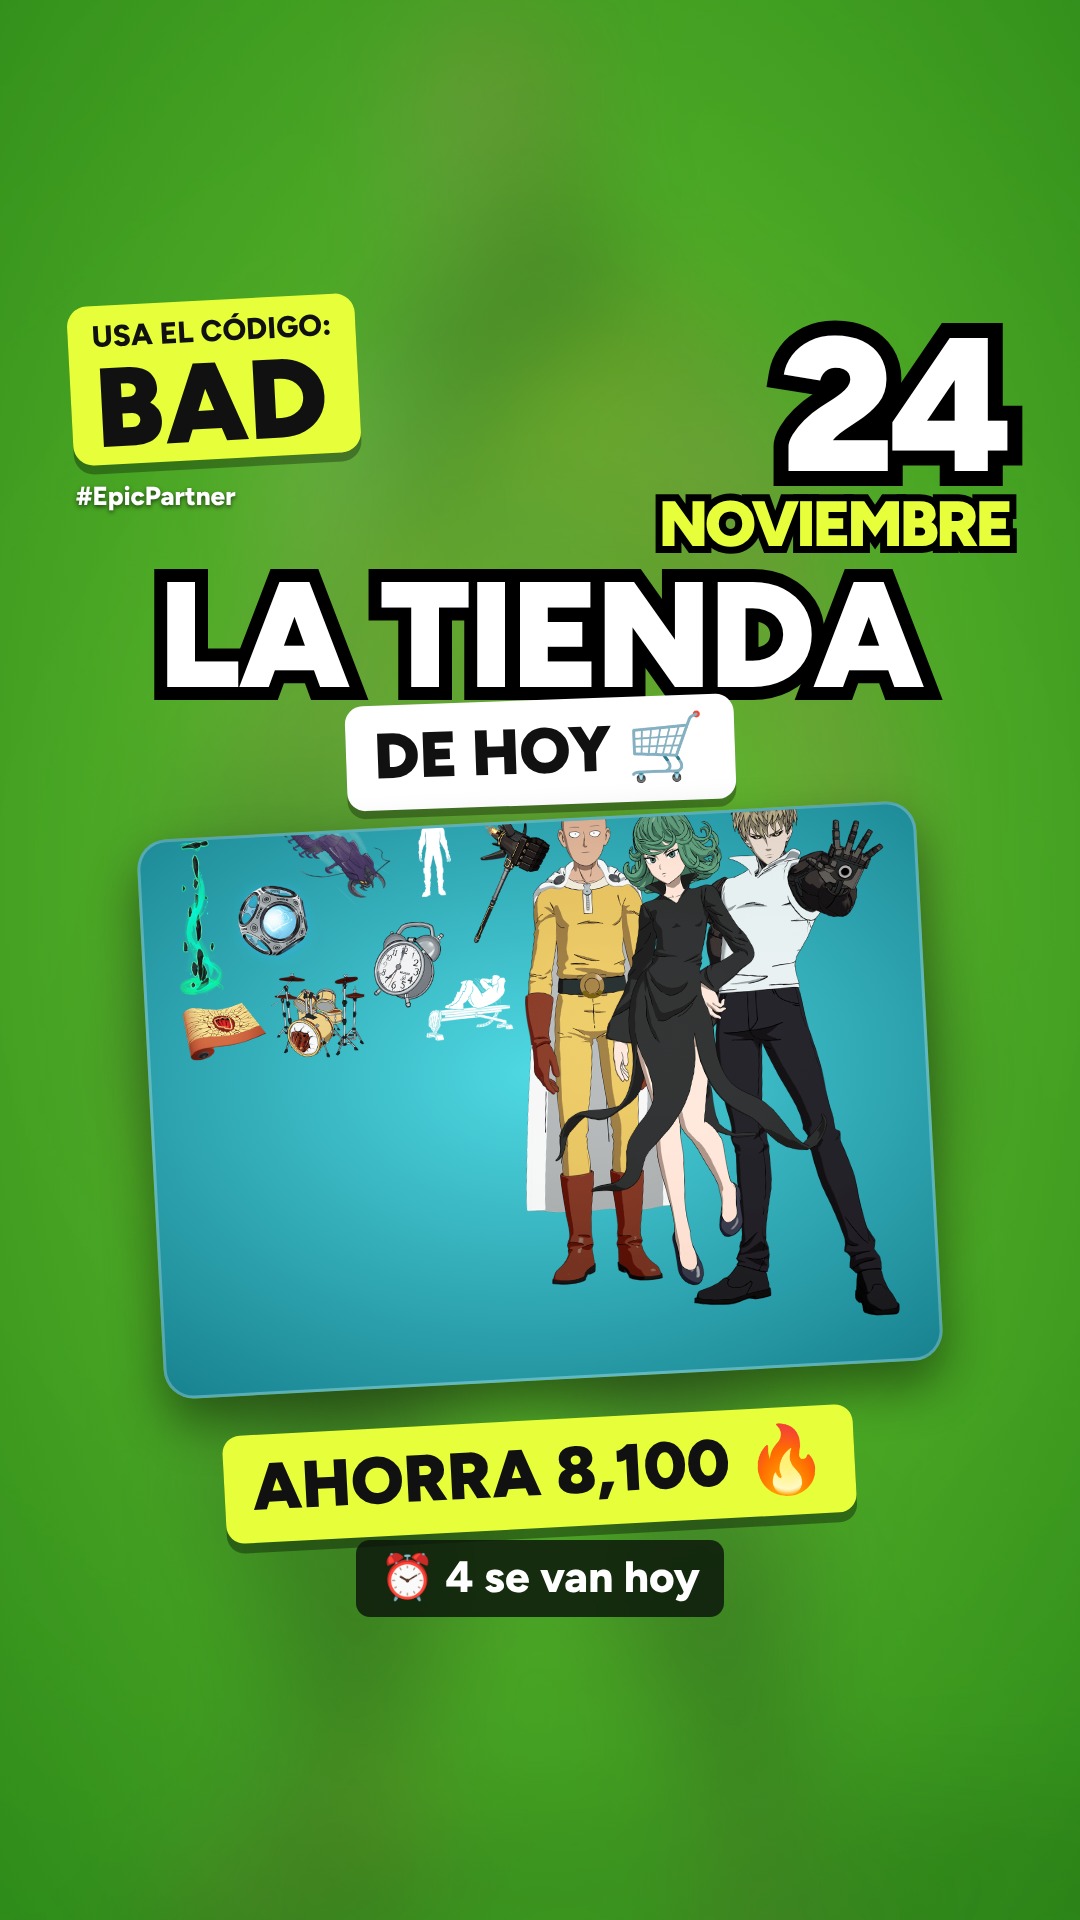 USA EL CÓDIGO:
BAD
#EpicPartner
24
NOVIEMBRE
LA TIENDA
DE HOY 🛒
AHORRA 8,100 🔥
⏰ 4 se van hoy